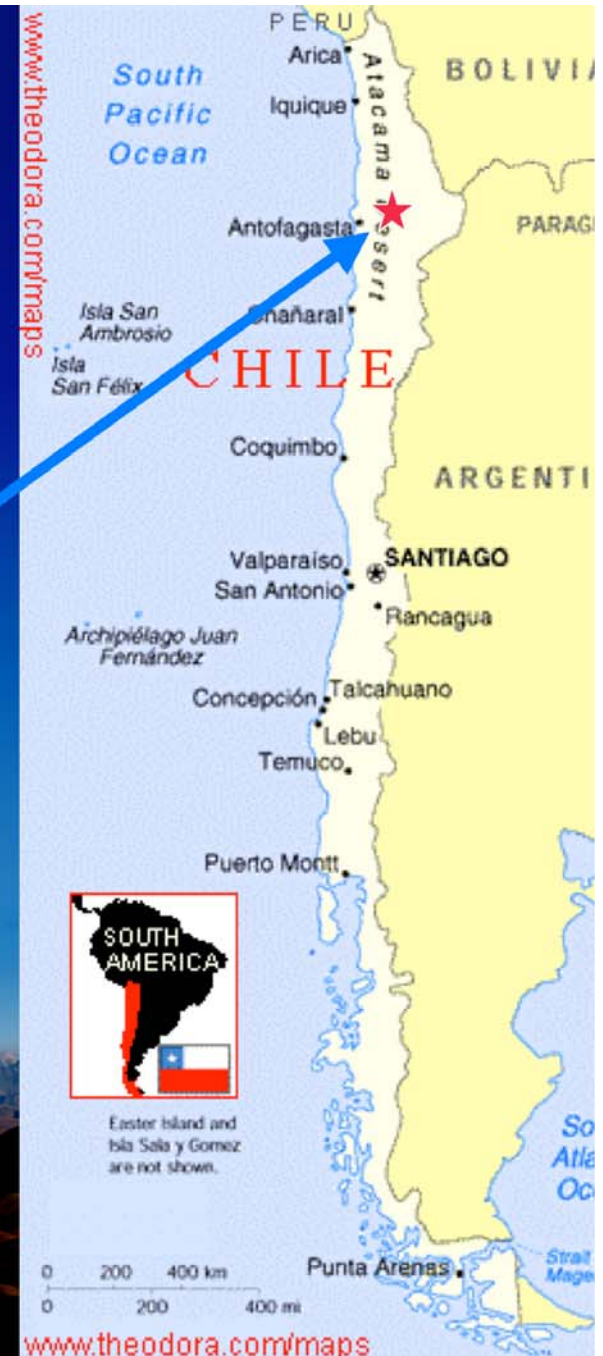 www.theodora.com/maps
PERU
Arica
BOLIVIA
Atacama Desert
South
Pacific
Ocean
Iquique
Antofagasta
PARAG
Isla San
Ambrosio
Chañaral
Isla
San Félix
CHILE
Coquimbo
ARGENTI
Valparaíso
SANTIAGO
San Antonio
Rancagua
Archipiélago Juan
Fernández
Concepción
Talcahuano
Lebu
Temuco
Puerto Montt
SOUTH
AMERICA
Easter Island and
Isla Sala y Gomez
are not shown.
So
Atla
Oc
Strait
Mage
Punta Arenas
0 200 400 km
0 200 400 mi
www.theodora.com/maps